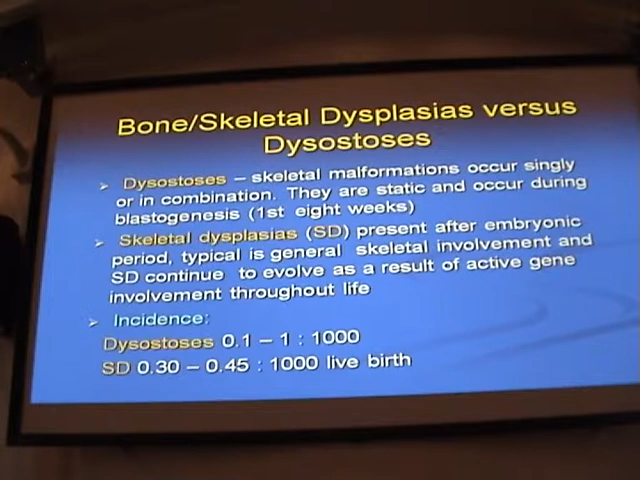 Bone/Skeletal Dysplasias versus
Dysostoses
➢ Dysostoses – skeletal malformations occur singly
or in combination. They are static and occur during
blastogenesis (1st eight weeks)
➢ Skeletal dysplasias (SD) present after embryonic
period, typical is general skeletal involvement and
SD continue to evolve as a result of active gene
involvement throughout life
➢ Incidence:
Dysostoses 0.1 – 1 : 1000
SD 0.30 – 0.45 : 1000 live birth